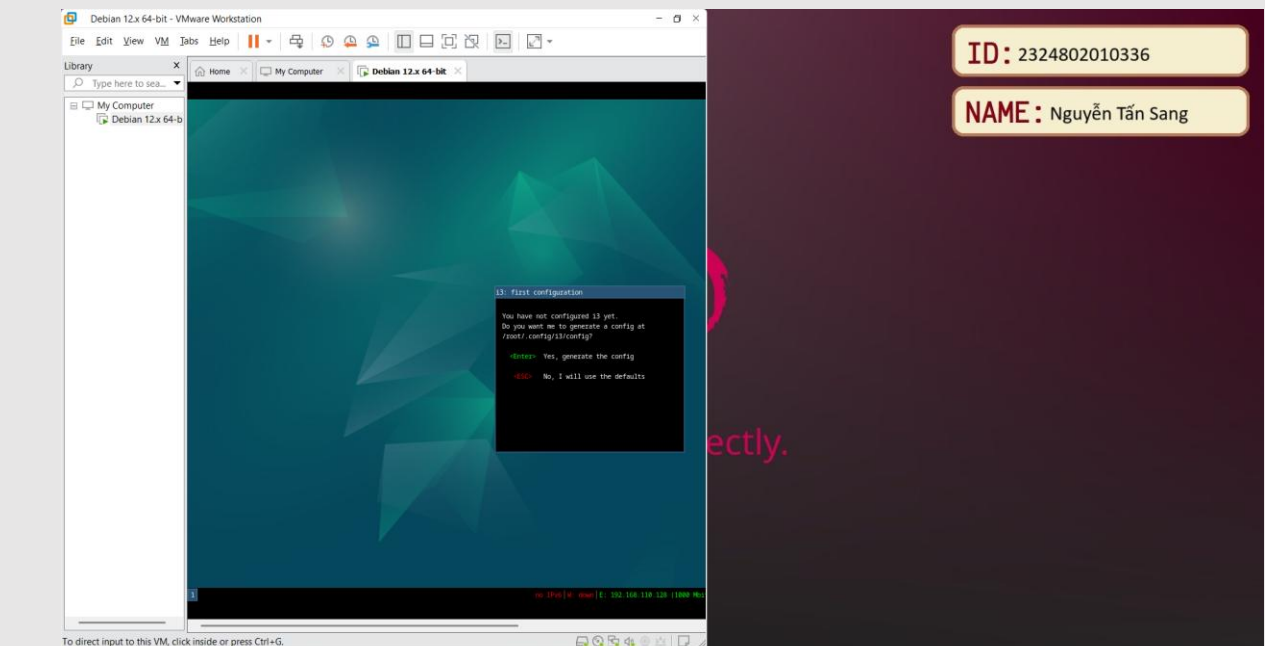 Debian 12.x 64-bit - VMware Workstation
File Edit View VM Tabs Help
Library X
Home My Computer Debian 12.x 64-bit
Type here to sea...
My Computer
Debian 12.x 64-b
i3: first configuration
You have not configured i3 yet.
Do you want me to generate a config at
/root/.config/i3/config?
<Enter> Yes, generate the config
<ESC> No, I will use the defaults
1
no IPv6 W: down E: 192.168.110.128 (1000 Mbi
To direct input to this VM, click inside or press Ctrl+G.
ectly.
ID: 2324802010336
NAME: Nguyễn Tấn Sang